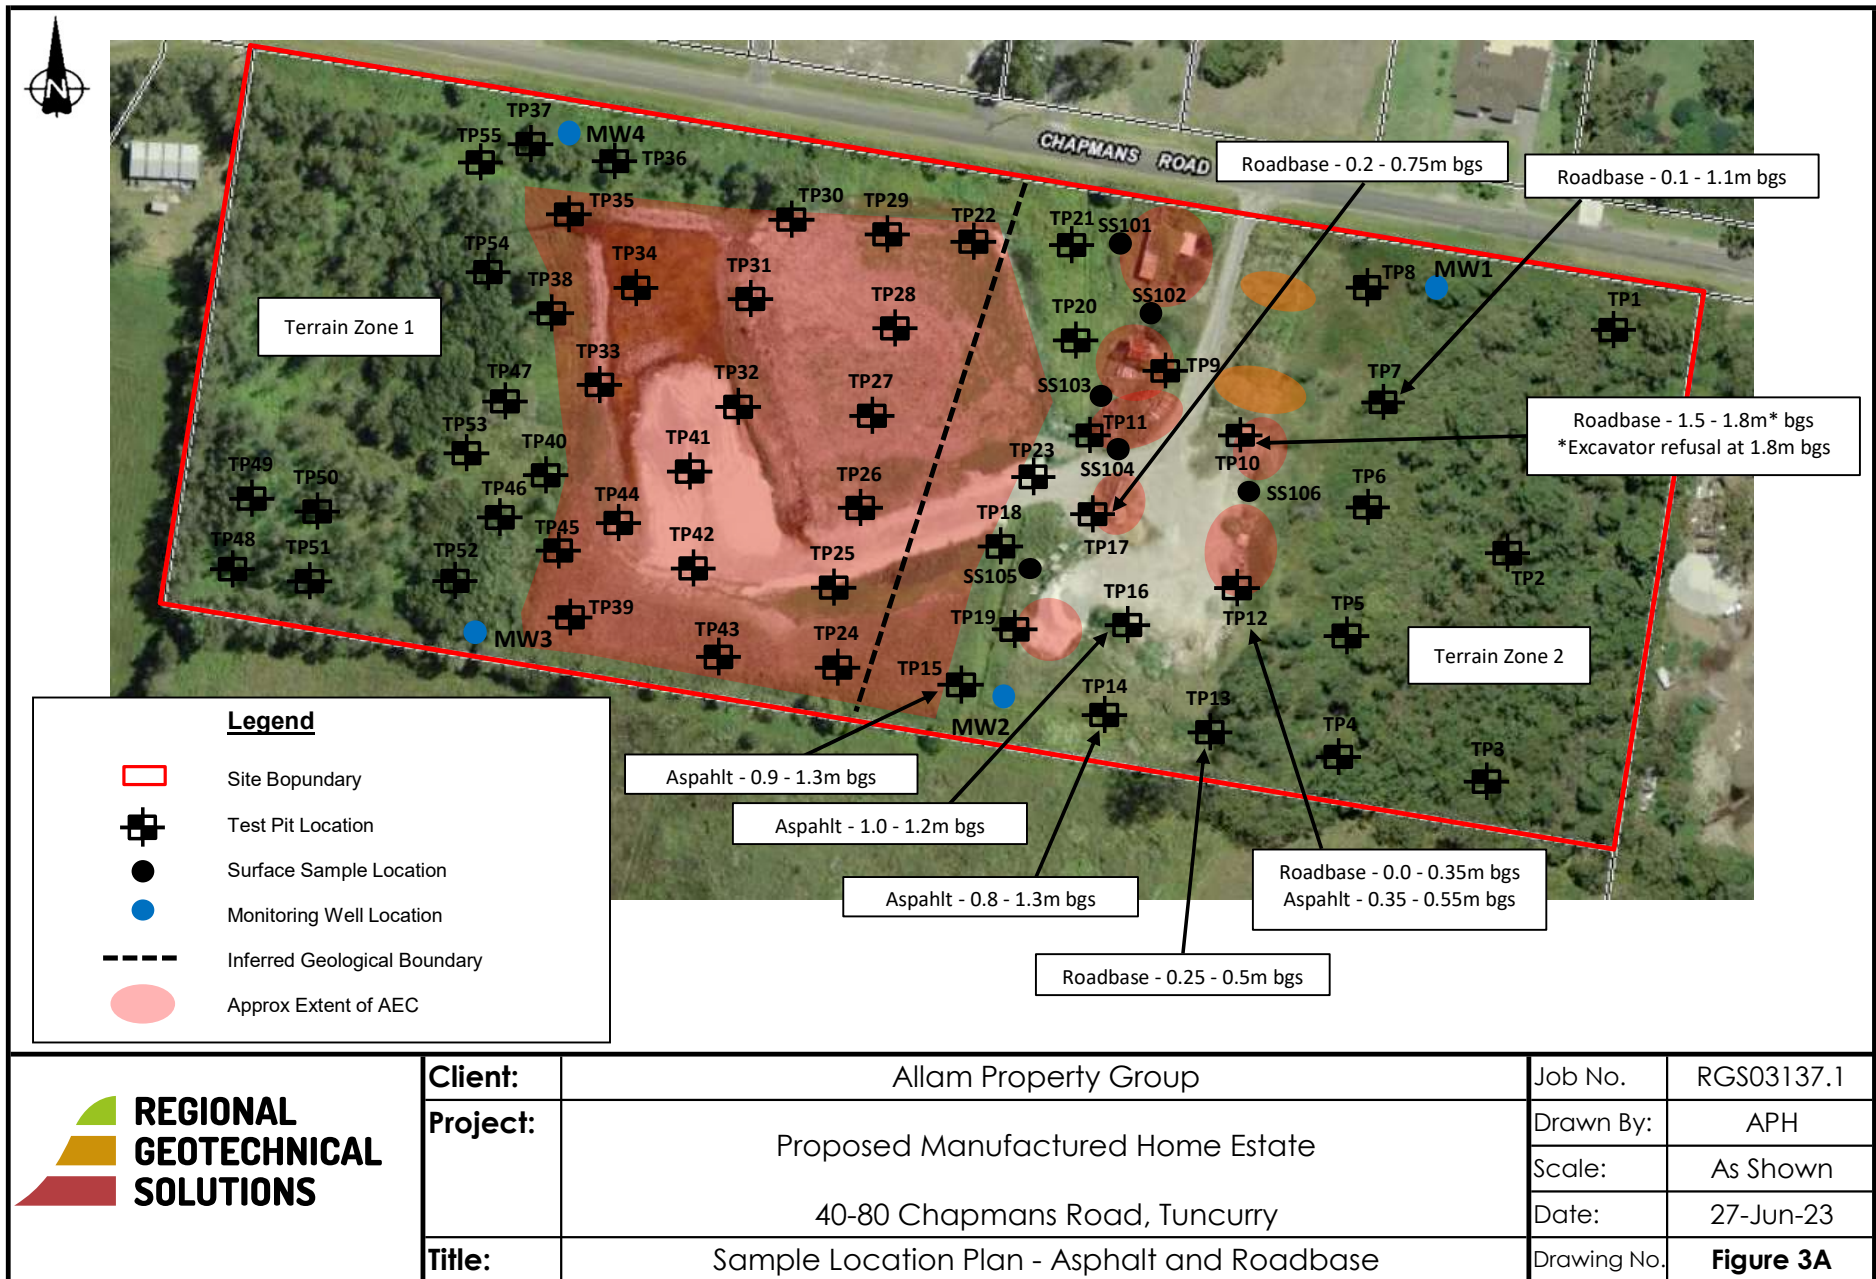 N
CHAPMANS ROAD
Roadbase - 0.2 - 0.75m bgs
Roadbase - 0.1 - 1.1m bgs
TP37
TP55
MW4
TP36
TP35
TP30
TP29
TP22
TP21
SS101
TP54
TP34
TP38
TP31
TP28
SS102
TP8
MW1
TP1
Terrain Zone 1
TP20
TP33
TP32
TP27
TP47
SS103
TP9
TP7
Roadbase - 1.5 - 1.8m* bgs
*Excavator refusal at 1.8m bgs
TP53
TP41
TP11
TP40
TP23
SS104
TP10
TP49
TP50
TP46
TP44
TP26
SS106
TP6
TP48
TP51
TP52
TP45
TP42
TP25
TP18
TP17
SS105
TP2
TP39
TP16
TP12
TP5
MW3
TP43
TP24
TP19
Terrain Zone 2
TP15
MW2
TP14
TP13
TP4
TP3
Aspahlt - 0.9 - 1.3m bgs
Aspahlt - 1.0 - 1.2m bgs
Aspahlt - 0.8 - 1.3m bgs
Roadbase - 0.0 - 0.35m bgs
Aspahlt - 0.35 - 0.55m bgs
Roadbase - 0.25 - 0.5m bgs
Legend
Site Bopundary
Test Pit Location
Surface Sample Location
Monitoring Well Location
Inferred Geological Boundary
Approx Extent of AEC
REGIONAL
GEOTECHNICAL
SOLUTIONS
Client:
Allam Property Group
Project:
Proposed Manufactured Home Estate
40-80 Chapmans Road, Tuncurry
Title:
Sample Location Plan - Asphalt and Roadbase
Job No.
RGS03137.1
Drawn By:
APH
Scale:
As Shown
Date:
27-Jun-23
Drawing No.
Figure 3A